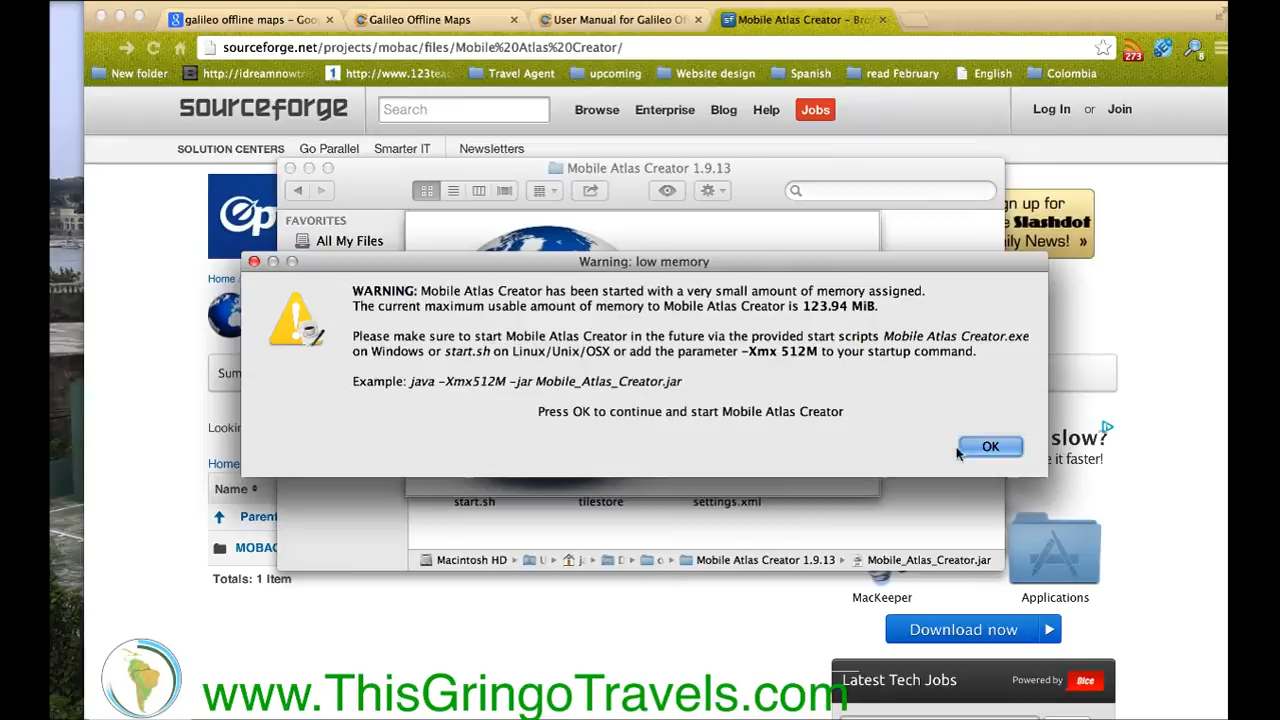 galileo offline maps - Goo
Galileo Offline Maps
User Manual for Galileo Of
Mobile Atlas Creator - Bro
sourceforge.net/projects/mobac/files/Mobile%20Atlas%20Creator/
273
8
New folder
http://idreamnowtr
http://www.123tea
Travel Agent
upcoming
Website design
Spanish
read February
English
Colombia
sourceforge
Search
Browse
Enterprise
Blog
Help
Jobs
Log In or Join
SOLUTION CENTERS
Go Parallel
Smarter IT
Newsletters
Mobile Atlas Creator 1.9.13
FAVORITES
All My Files
Op
gn up for
Slashdot
ily News! »
Home
Warning: low memory
WARNING: Mobile Atlas Creator has been started with a very small amount of memory assigned.
The current maximum usable amount of memory to Mobile Atlas Creator is 123.94 MiB.
Please make sure to start Mobile Atlas Creator in the future via the provided start scripts Mobile Atlas Creator.exe
on Windows or start.sh on Linux/Unix/OSX or add the parameter -Xmx 512M to your startup command.
Example: java -Xmx512M -jar Mobile_Atlas_Creator.jar
Press OK to continue and start Mobile Atlas Creator
OK
Sum
Lookin
Home
slow?
e it faster!
Name
Parent
MOBAC
Totals: 1 Item
start.sh
tilestore
settings.xml
Macintosh HD
U
D
Mobile Atlas Creator 1.9.13
Mobile_Atlas_Creator.jar
MacKeeper
Applications
Download now
Latest Tech Jobs
Powered by
Dice
www.ThisGringoTravels.com